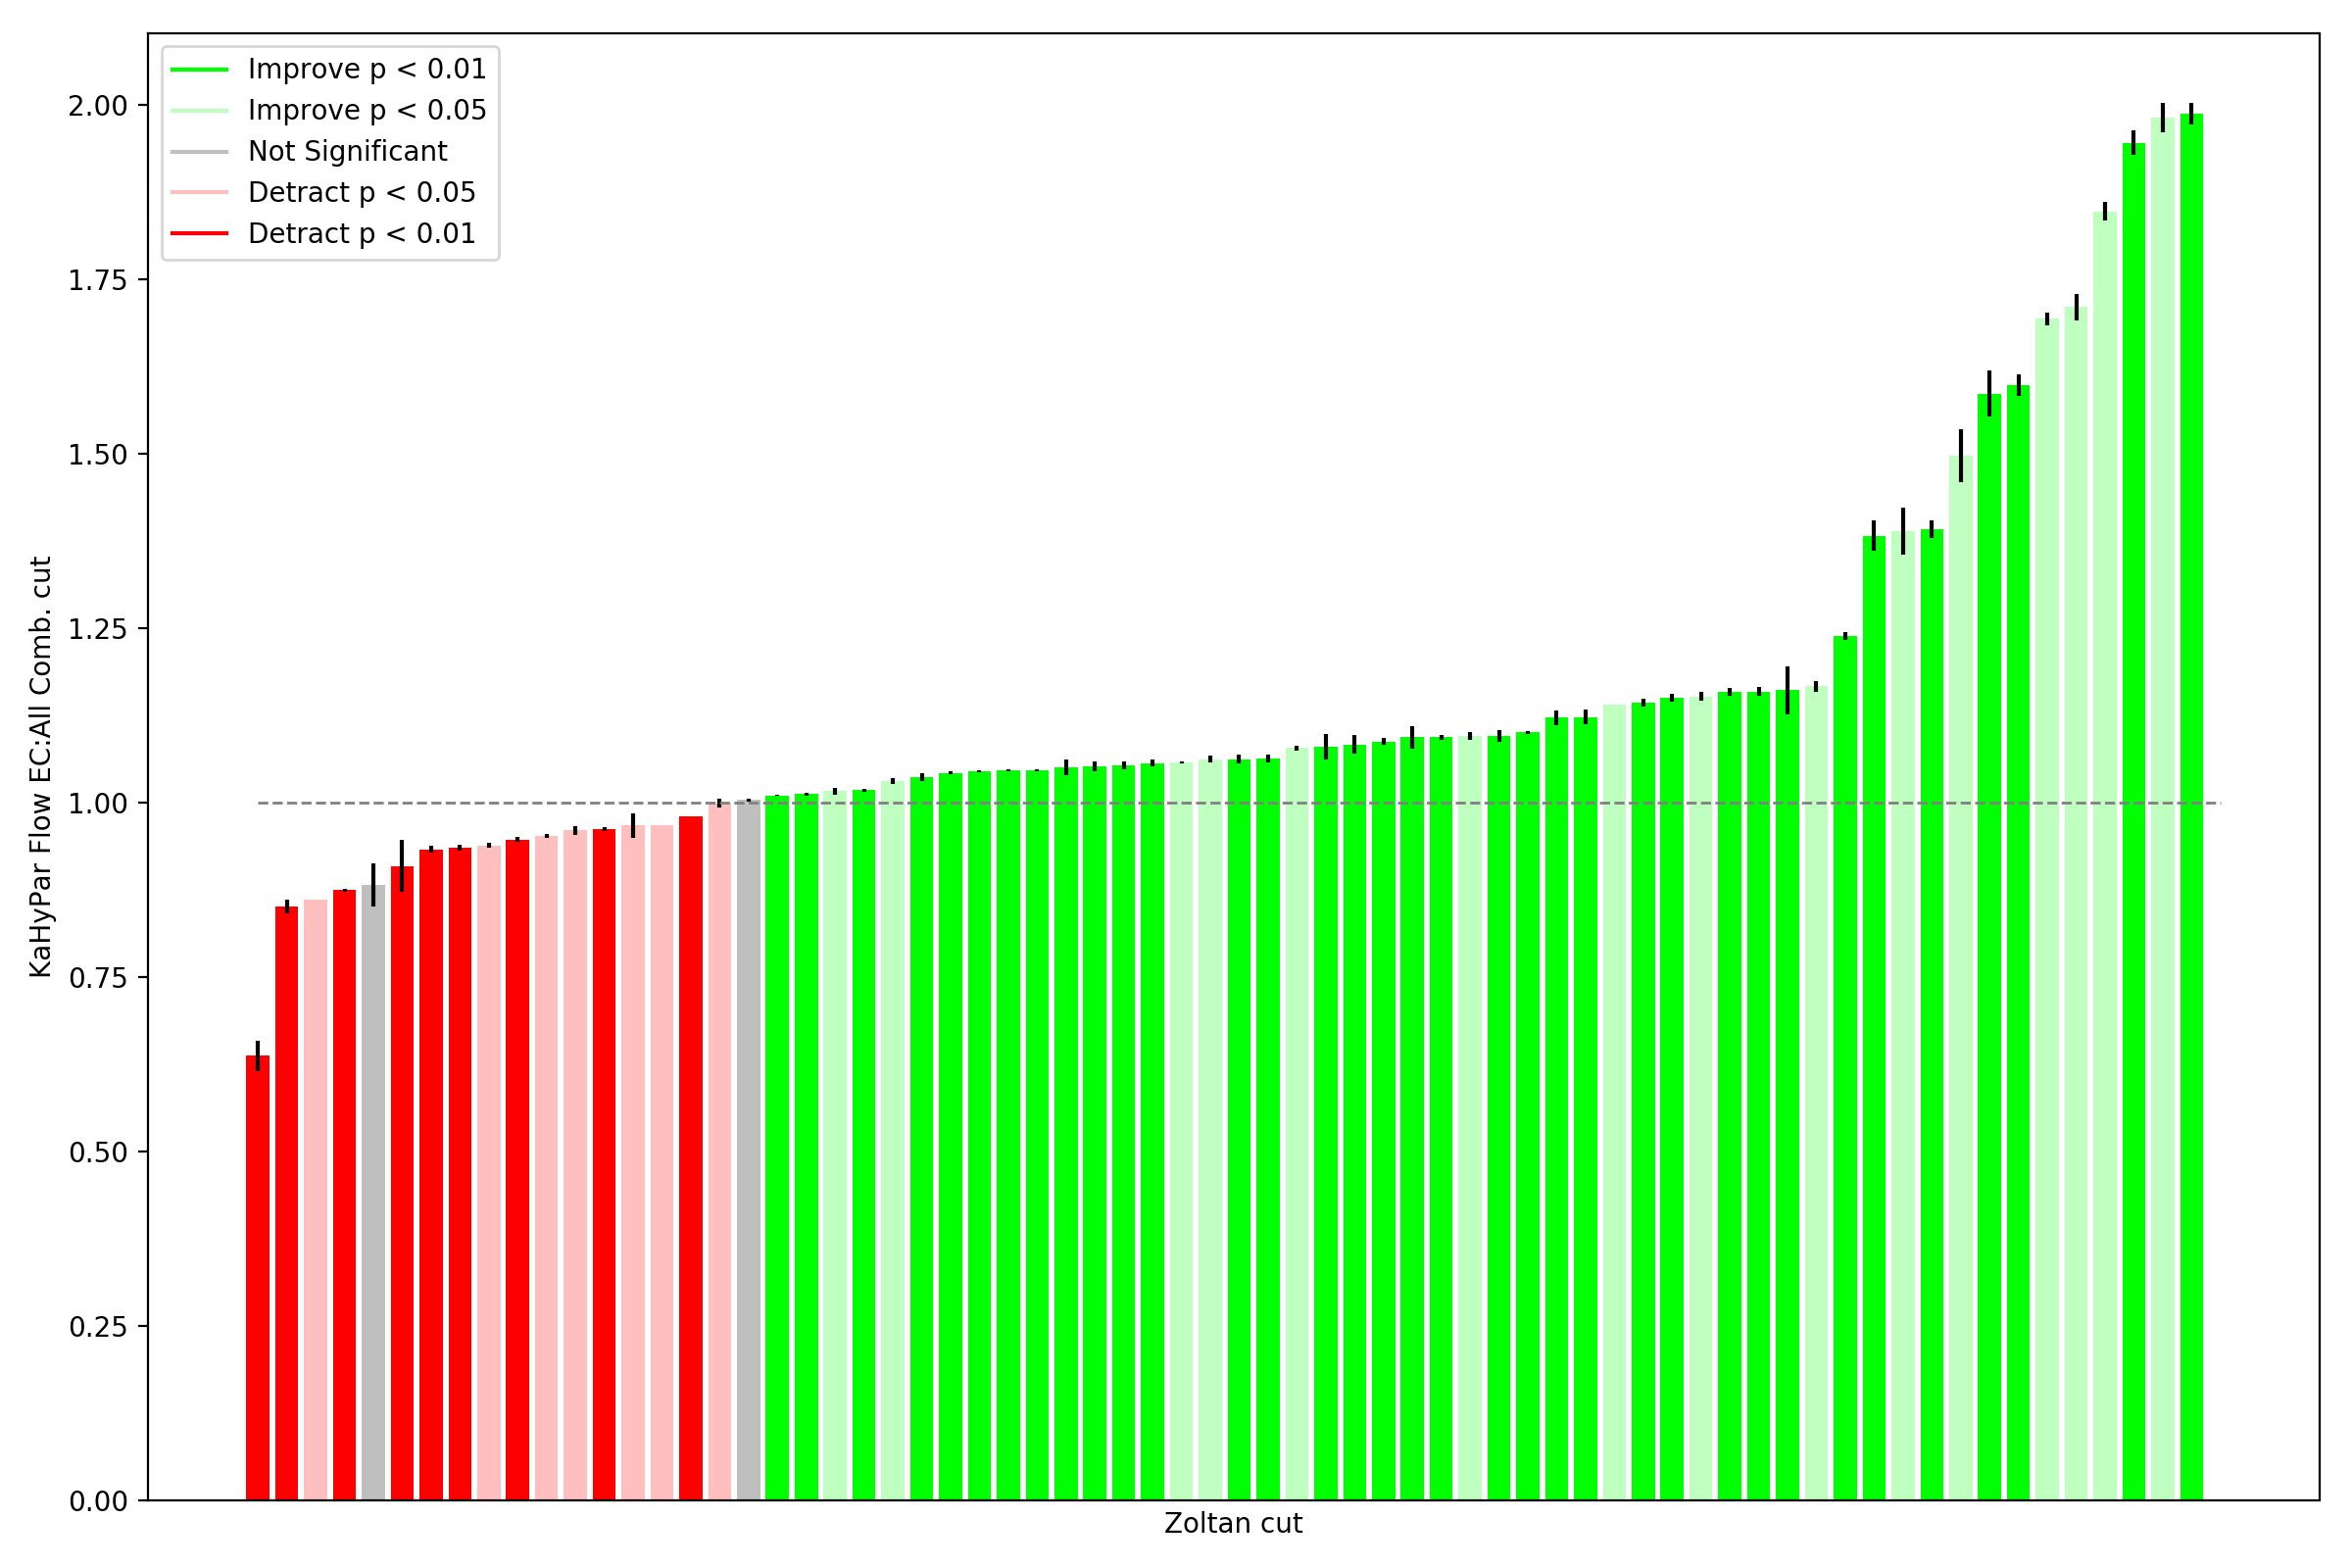 Improve p < 0.01
Improve p < 0.05
Not Significant
Detract p < 0.05
Detract p < 0.01
2.00
1.75
1.50
1.25
1.00
0.75
0.50
0.25
0.00
KaHyPar Flow EC:All Comb. cut
Zoltan cut